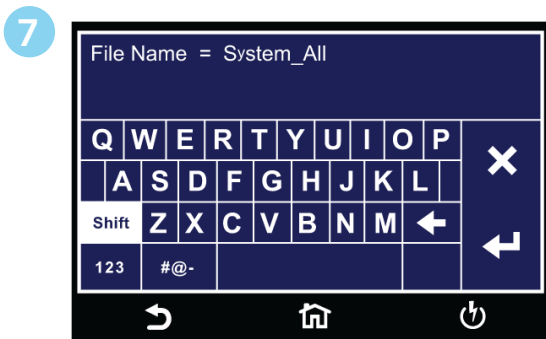 7
File Name = System_All
Q W E R T Y U I O P
A S D F G H J K L
Shift Z X C V B N M
123 #@-